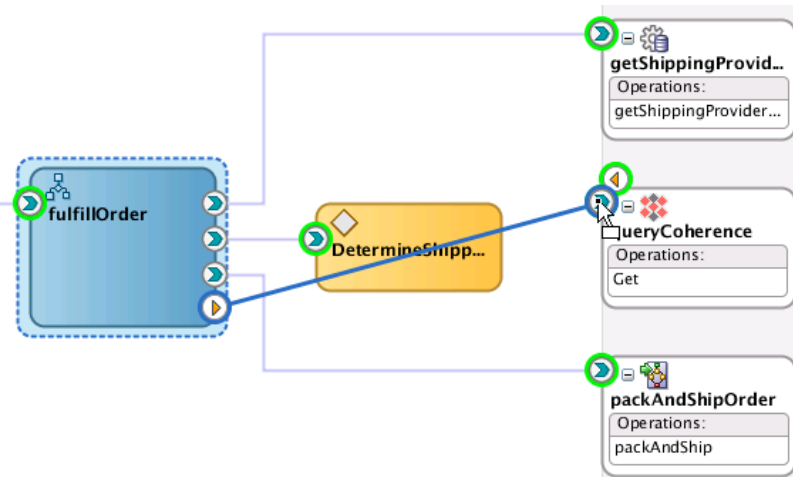 getShippingProvid...
Operations:
getShippingProvider...
fulfillOrder
DetermineShipp...
ueryCoherence
Operations:
Get
packAndShipOrder
Operations:
packAndShip